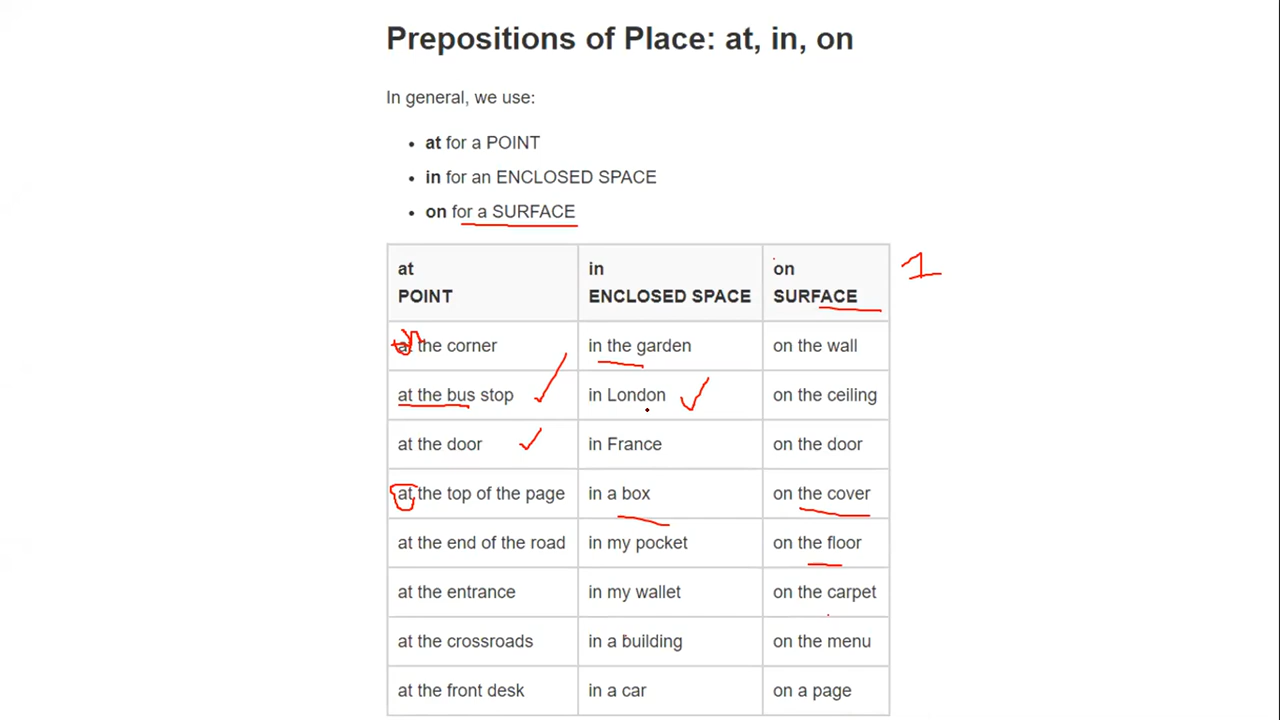 Prepositions of Place: at, in, on
In general, we use:
• at for a POINT
• in for an ENCLOSED SPACE
• on for a SURFACE
at in on 1
POINT ENCLOSED SPACE SURFACE
at the corner in the garden on the wall
at the bus stop in London on the ceiling
at the door in France on the door
at the top of the page in a box on the cover
at the end of the road in my pocket on the floor
at the entrance in my wallet on the carpet
at the crossroads in a building on the menu
at the front desk in a car on a page